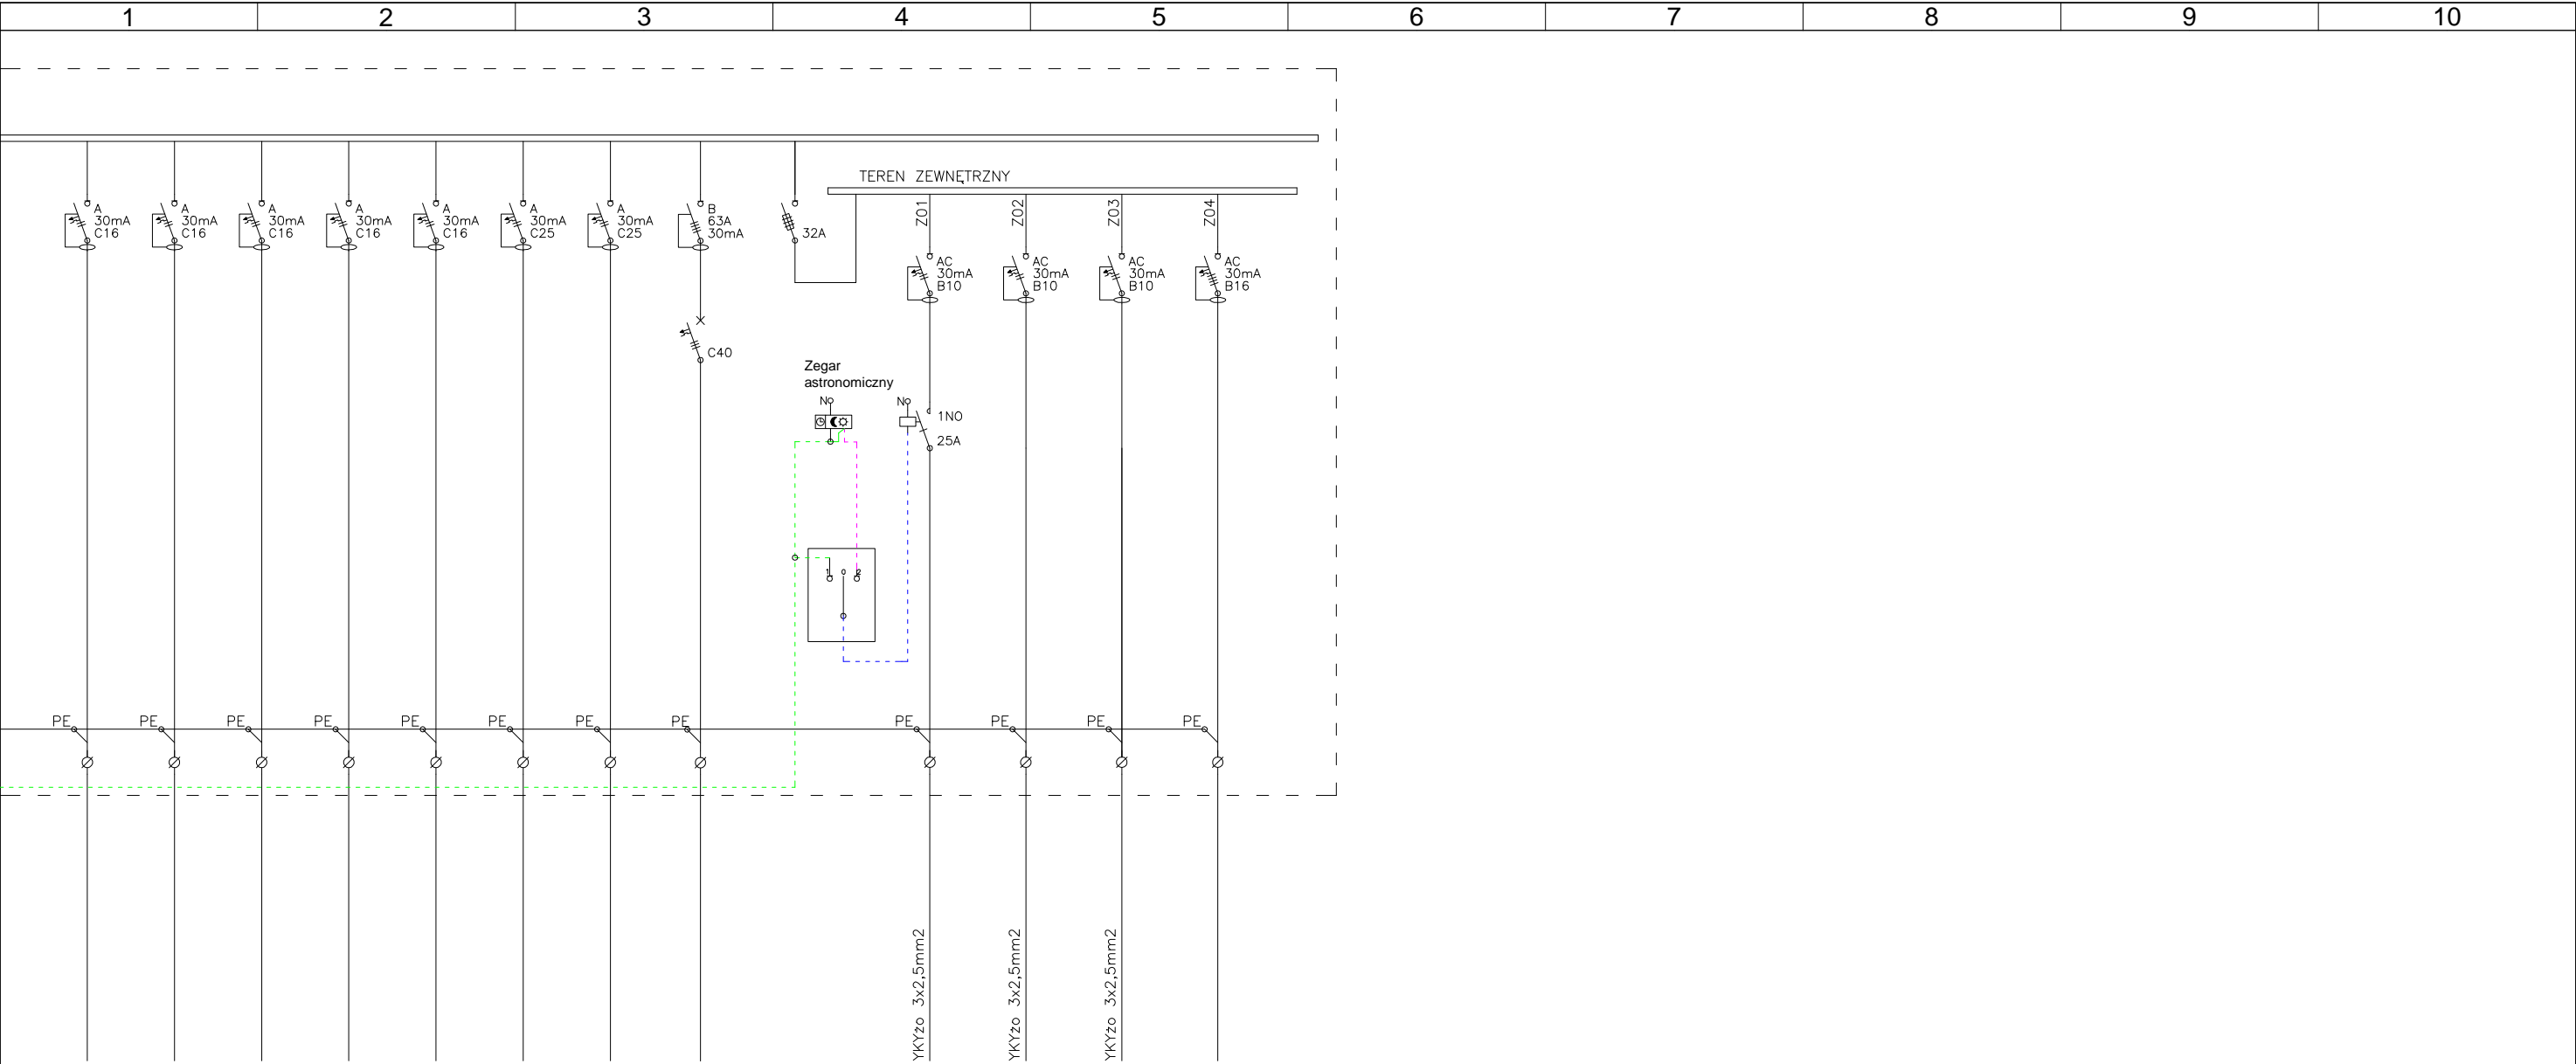 1 2 3 4 5 6 7 8 9 10
TEREN ZEWNĘTRZNY
Z01 Z02 Z03 Z04
A
30mA
C16
A
30mA
C16
A
30mA
C16
A
30mA
C16
A
30mA
C16
A
30mA
C25
A
30mA
C25
B
63A
30mA
32A
AC
30mA
B10
AC
30mA
B10
AC
30mA
B10
AC
30mA
B16
C40
Zegar
astronomiczny
N
N
1NO
25A
1 0 2
PE PE PE PE PE PE PE PE PE PE PE PE
YKYżo 3x2,5mm2
YKYżo 3x2,5mm2
YKYżo 3x2,5mm2